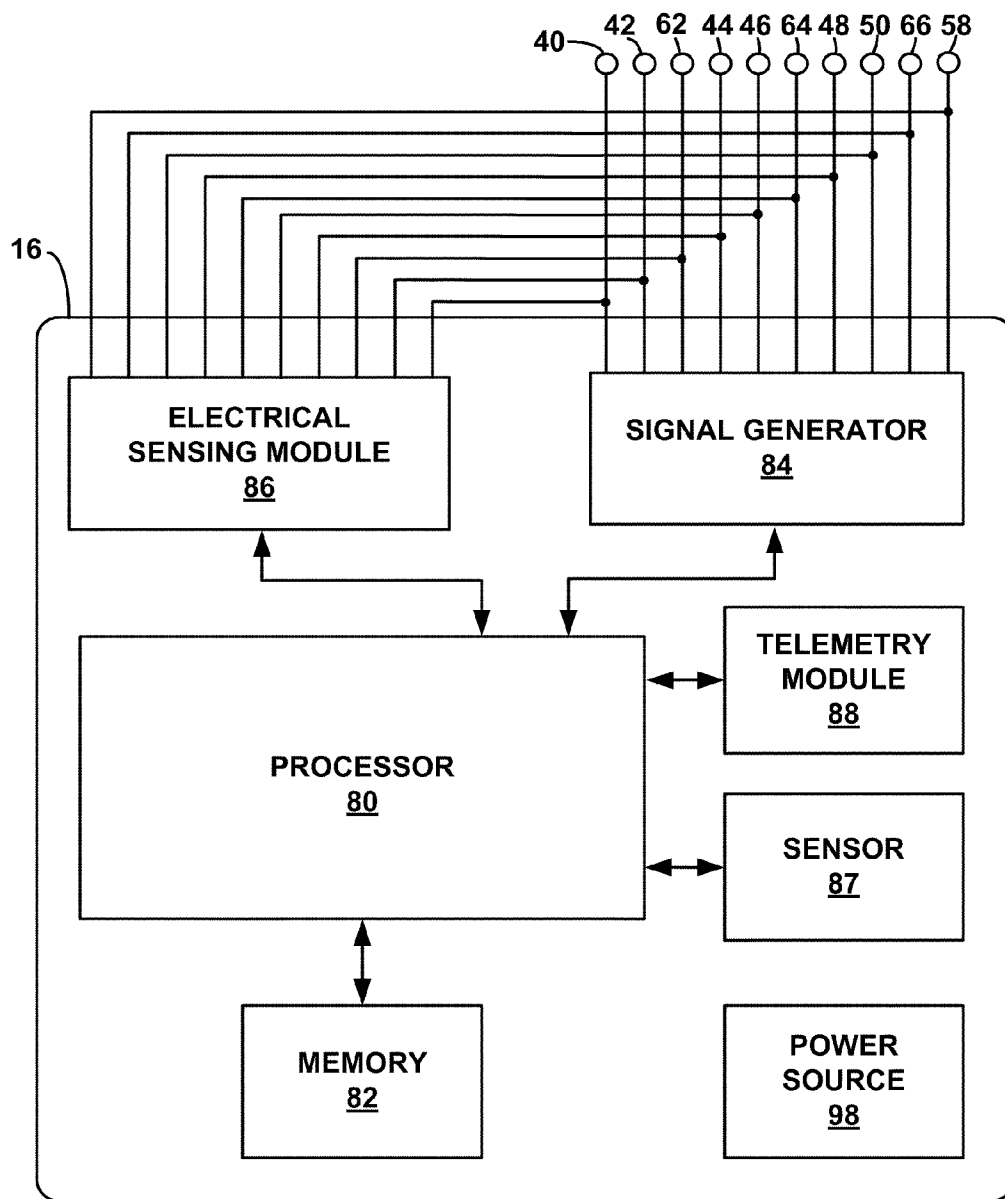 40 42 62 44 46 64 48 50 66 58
16
ELECTRICAL
SENSING MODULE
86
SIGNAL GENERATOR
84
TELEMETRY
MODULE
88
PROCESSOR
80
SENSOR
87
MEMORY
82
POWER
SOURCE
98